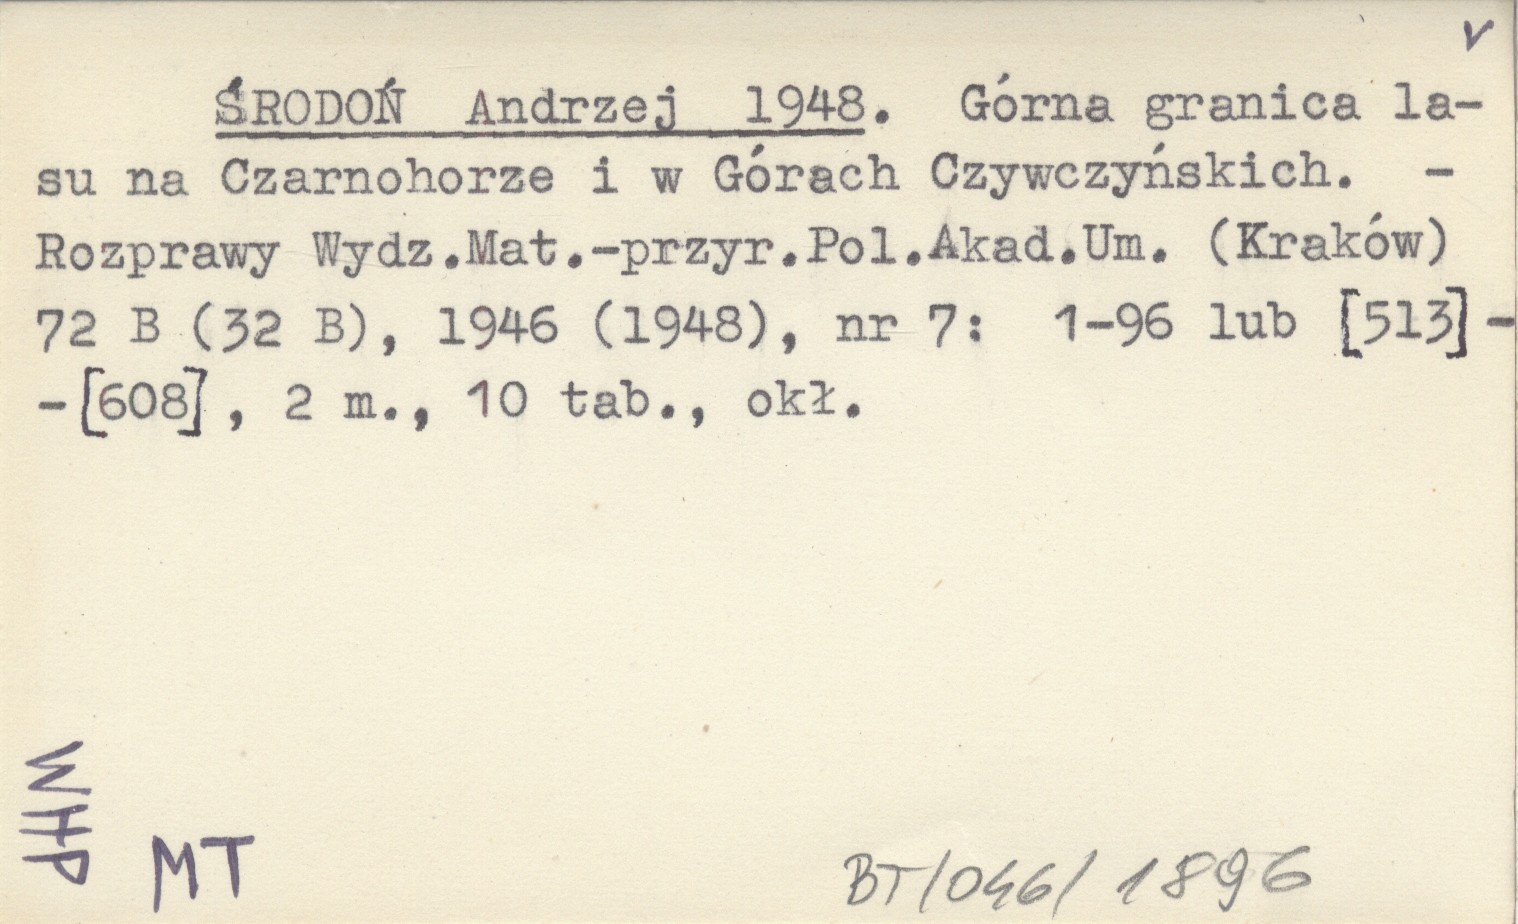 v
ŚRODOŃ Andrzej 1948. Górna granica la-
su na Czarnohorze i w Górach Czywczyńskich. -
Rozprawy Wydz.Mat.-przyr.Pol.Akad.Um. (Kraków)
72 B (32 B), 1946 (1948), nr 7: 1-96 lub [513]-
-[608], 2 m., 10 tab., okł.
WHP
MT
BT/046/1896